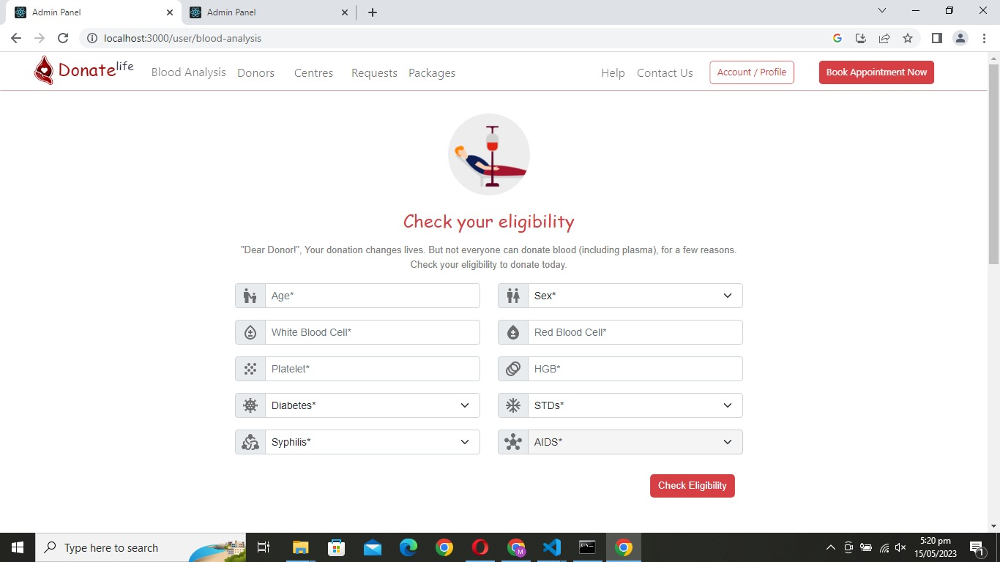 Admin Panel
Admin Panel
localhost:3000/user/blood-analysis
Donatelife
Blood Analysis
Donors
Centres
Requests
Packages
Help
Contact Us
Account / Profile
Book Appointment Now
Check your eligibility
"Dear Donor!", Your donation changes lives. But not everyone can donate blood (including plasma), for a few reasons.
Check your eligibility to donate today.
Age*
Sex*
White Blood Cell*
Red Blood Cell*
Platelet*
HGB*
Diabetes*
STDs*
Syphilis*
AIDS*
Check Eligibility
Type here to search
M
5:20 pm
15/05/2023
1